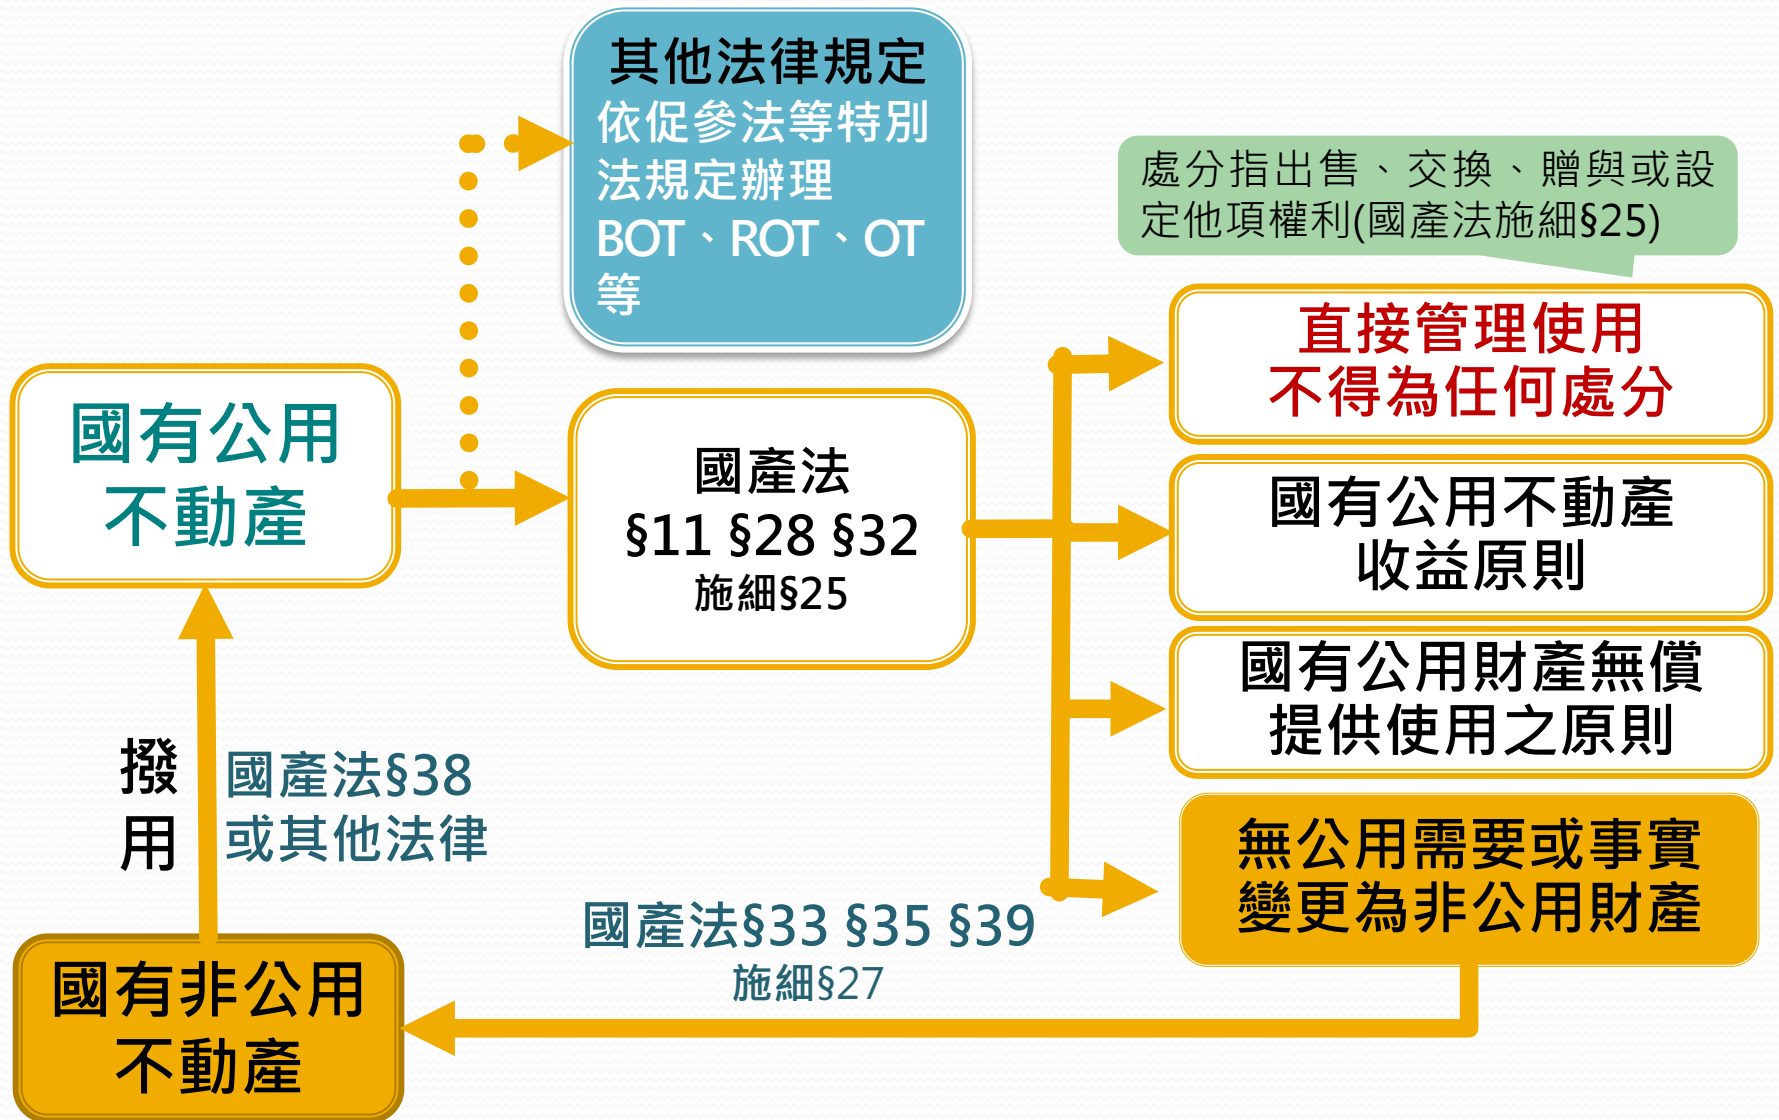 其他法律規定
依促參法等特別
法規定辦理
BOT、ROT、OT
等
處分指出售、交換、贈與或設
定他項權利(國產法施細§25)
直接管理使用
不得為任何處分
國有公用
不動產
國產法
§11 §28 §32
施細§25
國有公用不動產
收益原則
國有公用財產無償
提供使用之原則
撥
用
國產法§38
或其他法律
無公用需要或事實
變更為非公用財產
國產法§33 §35 §39
施細§27
國有非公用
不動產